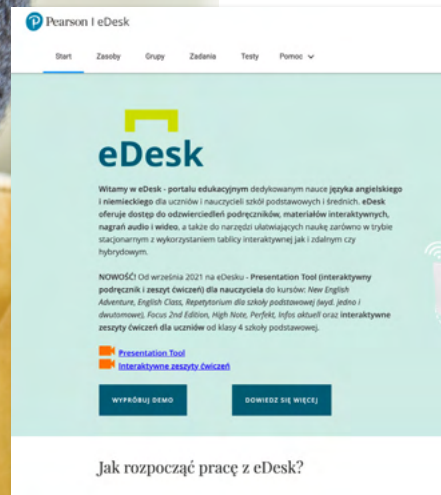 Pearson | eDesk
Start Zasoby Grupy Zadania Testy Pomoc
eDesk
Witamy w eDesk - portalu edukacyjnym dedykowanym nauce języka angielskiego
i niemieckiego dla uczniów i nauczycieli szkół podstawowych i średnich. eDesk
oferuje dostęp do odzwierciedleń podręczników, materiałów interaktywnych,
nagrań audio i wideo, a także do narzędzi ułatwiających naukę zarówno w trybie
stacjonarnym z wykorzystaniem tablicy interaktywnej jak i zdalnym czy
hybrydowym.
NOWOŚĆ! Od września 2021 na eDesku - Presentation Tool (interaktywny
podręcznik i zeszyt ćwiczeń) dla nauczyciela do kursów: New English
Adventure, English Class, Repetytorium dla szkoły podstawowej (wyd. jedno i
dwutomowe), Focus 2nd Edition, High Note, Perfekt, Infos aktuell oraz interaktywne
zeszyty ćwiczeń dla uczniów od klasy 4 szkoły podstawowej.
Presentation Tool
Interaktywne zeszyty ćwiczeń
WYPRÓBUJ DEMO DOWIEDZ SIĘ WIĘCEJ
Jak rozpocząć pracę z eDesk?